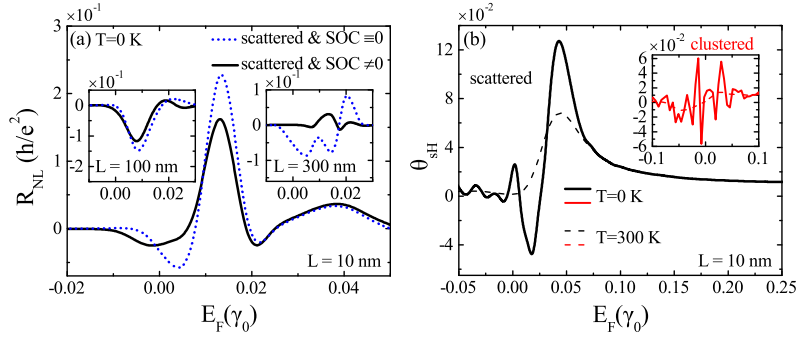 ×10⁻¹
(a) T=0 K
scattered & SOC ≡0
scattered & SOC ≠0
R_NL (h/e²)
3
2
1
0
×10⁻¹
0
-1
-2
L = 100 nm
0.00 0.02
×10⁻¹
1
0
-1
L = 300 nm
0.00 0.02
L = 10 nm
-0.02 0.00 0.02 0.04
E_F(γ₀)
×10⁻²
(b)
scattered
θ_sH
12
8
4
0
-4
×10⁻² clustered
6
4
2
0
-2
-4
-6
-0.1 0.0 0.1
T=0 K
T=300 K
L = 10 nm
-0.05 0.00 0.05 0.10 0.15 0.20 0.25
E_F(γ₀)